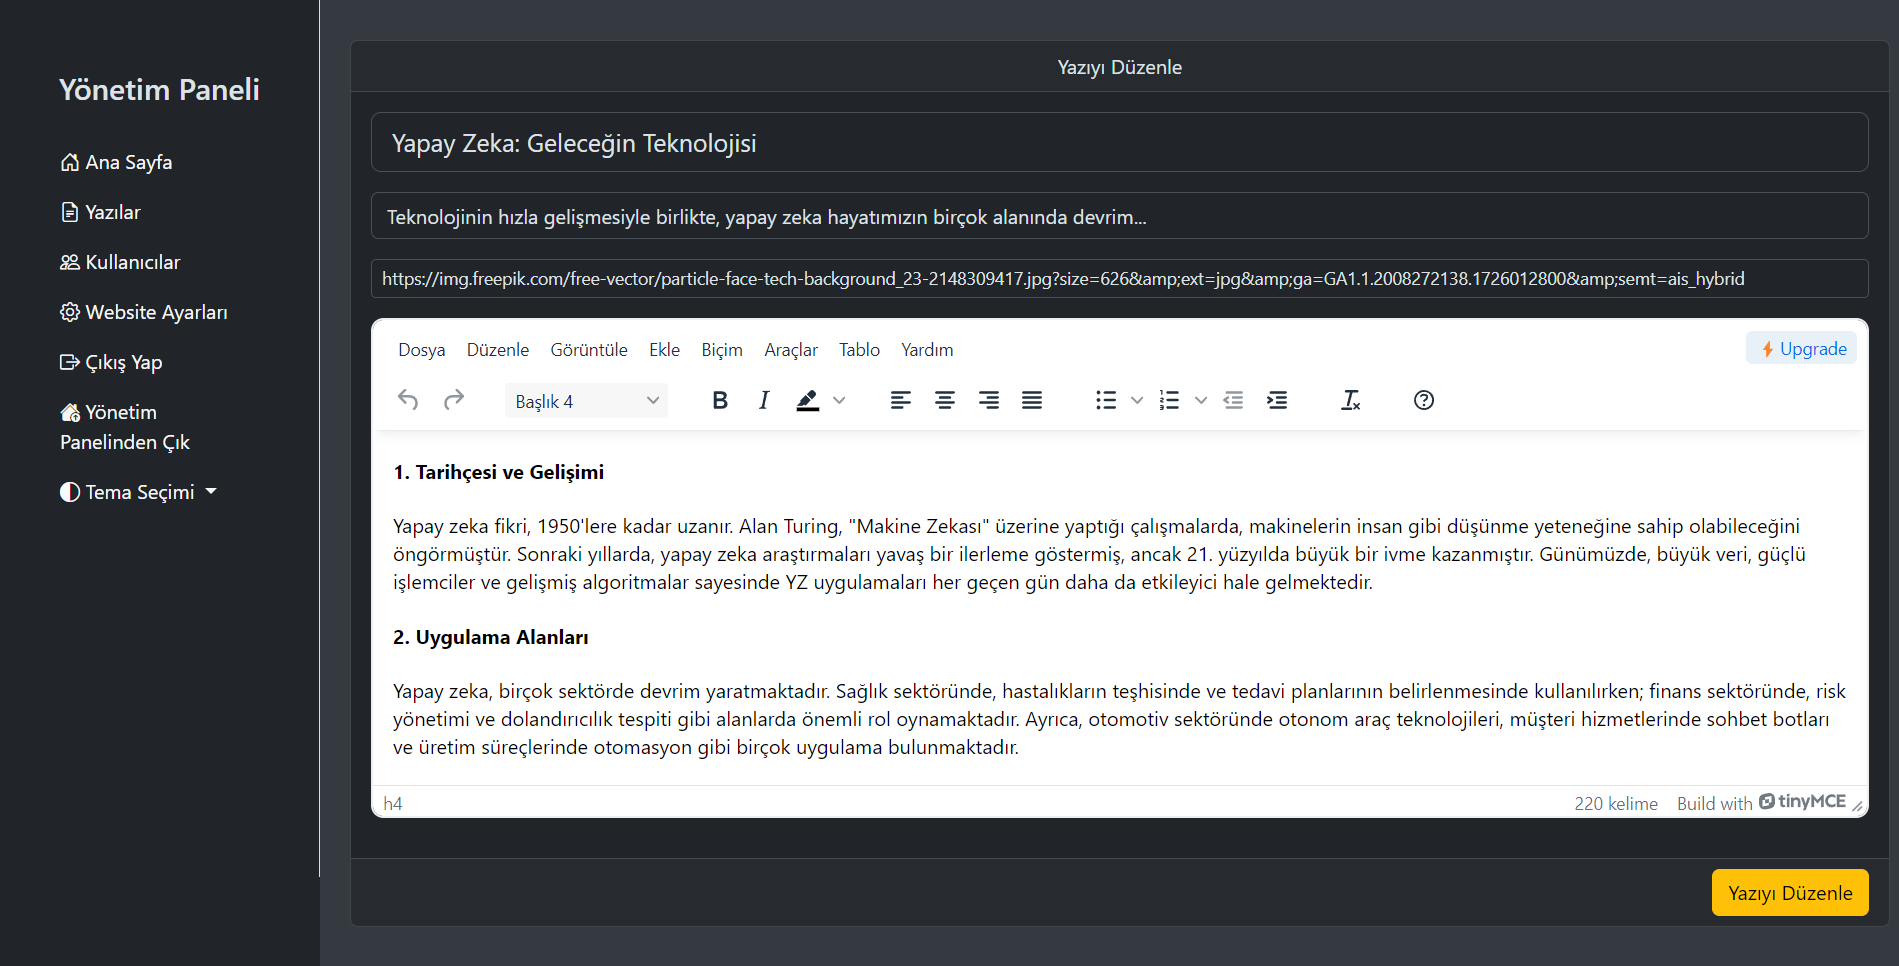 Yönetim Paneli
Ana Sayfa
Yazılar
Kullanıcılar
Website Ayarları
Çıkış Yap
Yönetim
Panelinden Çık
Tema Seçimi
Yazıyı Düzenle
Yapay Zeka: Geleceğin Teknolojisi
Teknolojinin hızla gelişmesiyle birlikte, yapay zeka hayatımızın birçok alanında devrim...
https://img.freepik.com/free-vector/particle-face-tech-background_23-2148309417.jpg?size=626&amp;ext=jpg&amp;ga=GA1.1.2008272138.1726012800&amp;semt=ais_hybrid
Dosya Düzenle Görüntüle Ekle Biçim Araçlar Tablo Yardım Upgrade
Başlık 4
1. Tarihçesi ve Gelişimi
Yapay zeka fikri, 1950'lere kadar uzanır. Alan Turing, "Makine Zekası" üzerine yaptığı çalışmalarda, makinelerin insan gibi düşünme yeteneğine sahip olabileceğini
öngörmüştür. Sonraki yıllarda, yapay zeka araştırmaları yavaş bir ilerleme göstermiş, ancak 21. yüzyılda büyük bir ivme kazanmıştır. Günümüzde, büyük veri, güçlü
işlemciler ve gelişmiş algoritmalar sayesinde YZ uygulamaları her geçen gün daha da etkileyici hale gelmektedir.
2. Uygulama Alanları
Yapay zeka, birçok sektörde devrim yaratmaktadır. Sağlık sektöründe, hastalıkların teşhisinde ve tedavi planlarının belirlenmesinde kullanılırken; finans sektöründe, risk
yönetimi ve dolandırıcılık tespiti gibi alanlarda önemli rol oynamaktadır. Ayrıca, otomotiv sektöründe otonom araç teknolojileri, müşteri hizmetlerinde sohbet botları
ve üretim süreçlerinde otomasyon gibi birçok uygulama bulunmaktadır.
h4 220 kelime Build with tinyMCE
Yazıyı Düzenle